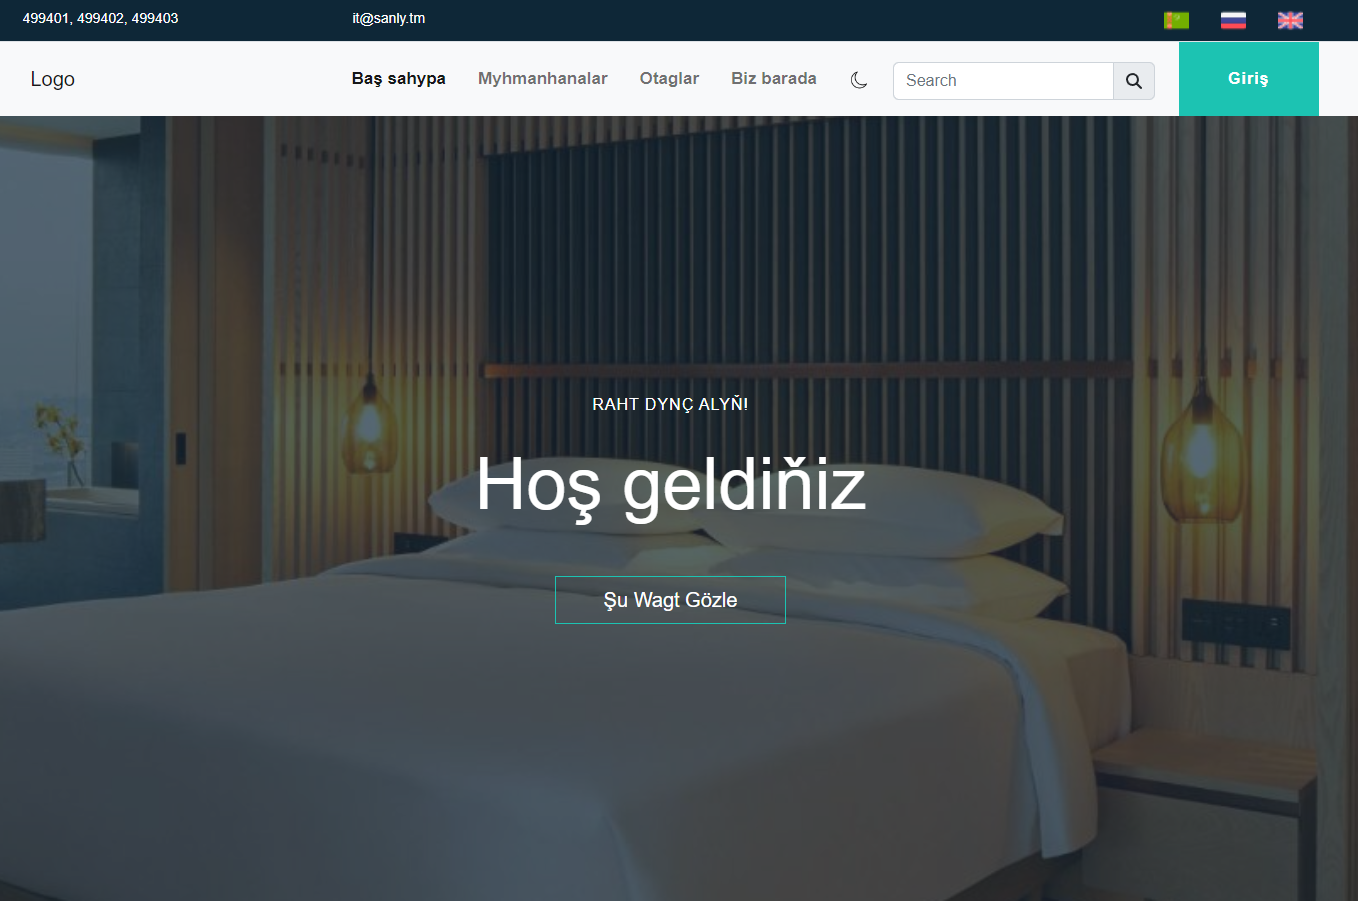 499401, 499402, 499403
it@sanly.tm
Logo
Baş sahypa
Myhmanhanalar
Otaglar
Biz barada
Search
Giriş
RAHT DYNÇ ALYŇ!
Hoş geldiňiz
Şu Wagt Gözle